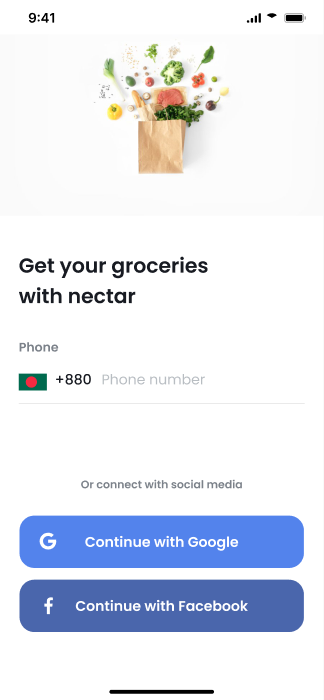 9:41
Get your groceries
with nectar
Phone
+880 Phone number
Or connect with social media
G Continue with Google
f Continue with Facebook